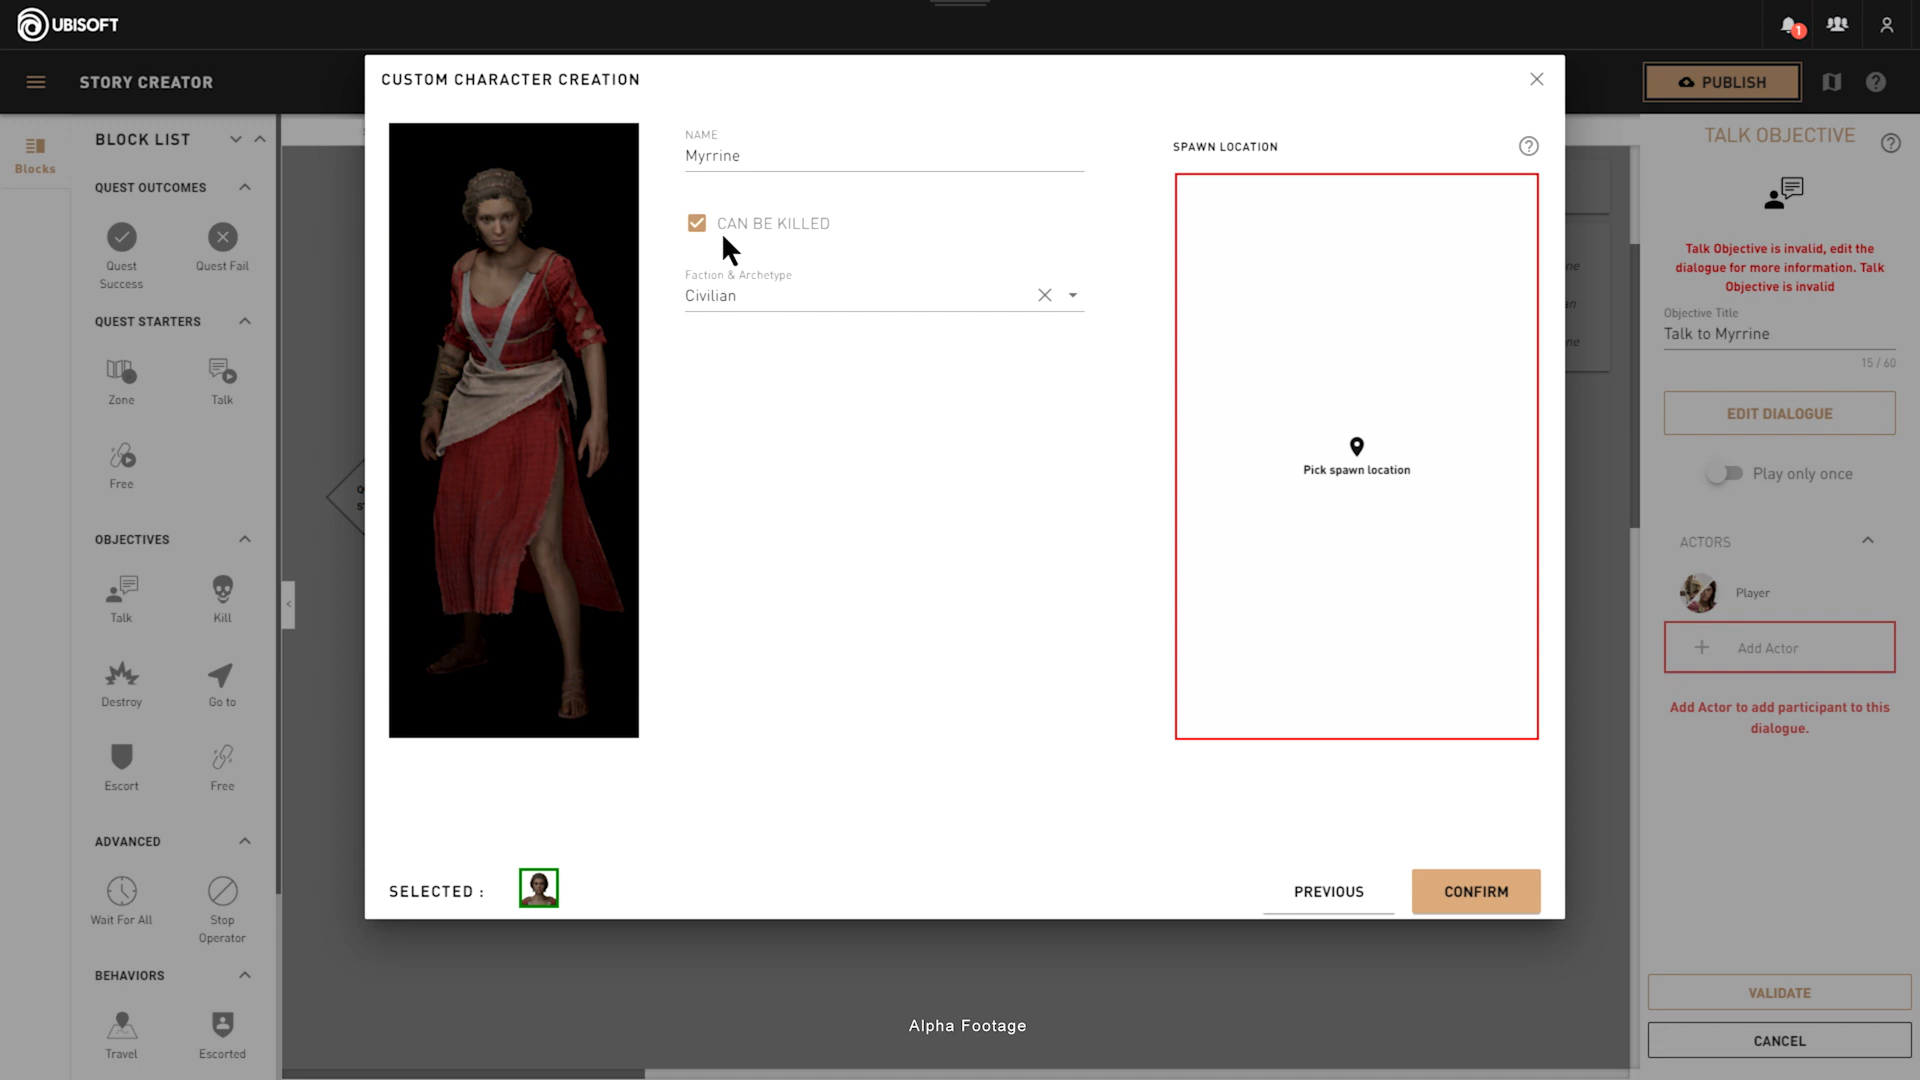 UBISOFT
1
STORY CREATOR
PUBLISH
Blocks
BLOCK LIST
QUEST OUTCOMES
Quest
Success
Quest Fail
QUEST STARTERS
Zone
Talk
Free
OBJECTIVES
Talk
Kill
Destroy
Go to
Escort
Free
ADVANCED
Wait For All
Stop
Operator
BEHAVIORS
Travel
Escorted
CUSTOM CHARACTER CREATION
NAME
Myrrine
CAN BE KILLED
Faction & Archetype
Civilian
SPAWN LOCATION
Pick spawn location
SELECTED :
PREVIOUS
CONFIRM
Alpha Footage
TALK OBJECTIVE
Talk Objective is invalid, edit the
dialogue for more information. Talk
Objective is invalid
Objective Title
Talk to Myrrine
15 / 60
EDIT DIALOGUE
Play only once
ACTORS
Player
Add Actor
Add Actor to add participant to this
dialogue.
VALIDATE
CANCEL